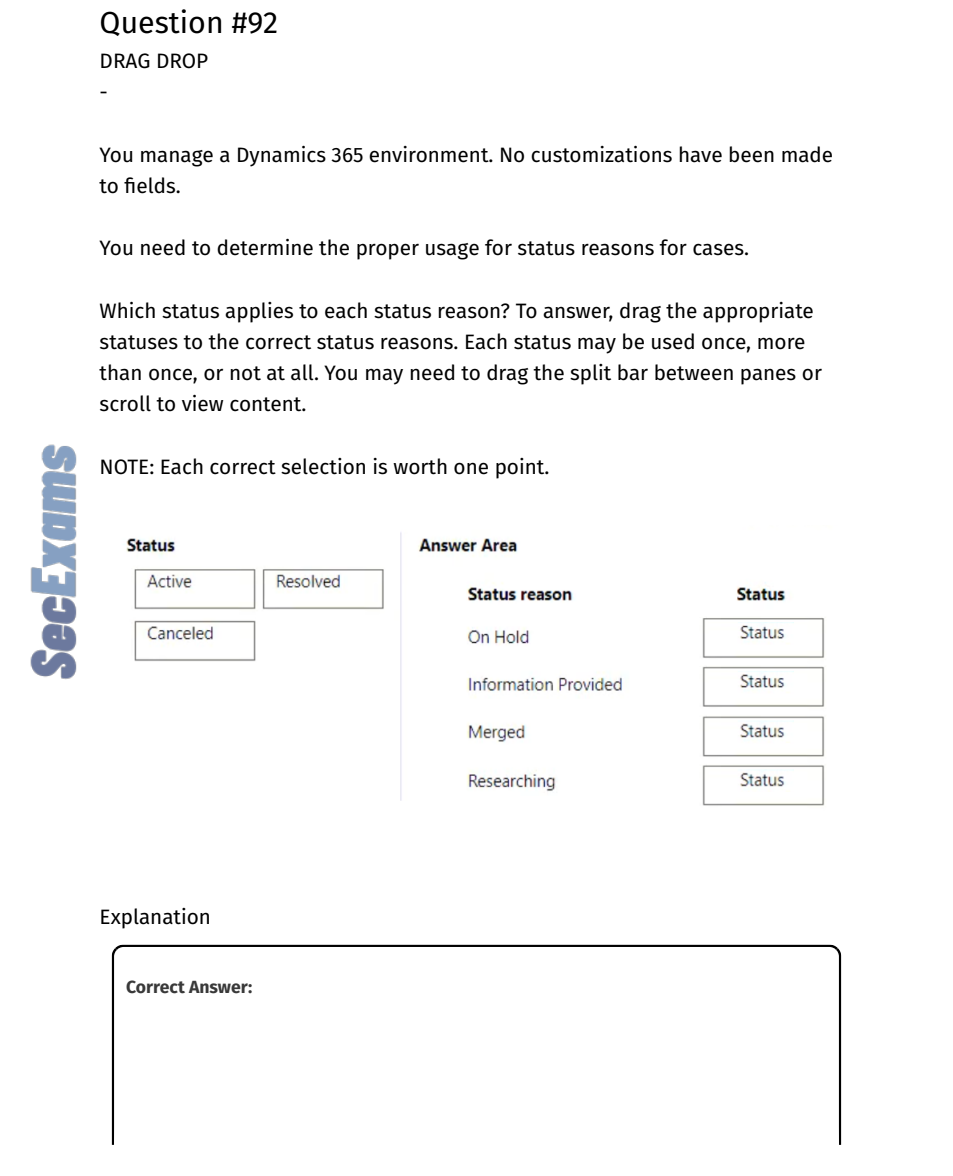 Question #92
DRAG DROP
-
You manage a Dynamics 365 environment. No customizations have been made
to fields.
You need to determine the proper usage for status reasons for cases.
Which status applies to each status reason? To answer, drag the appropriate
statuses to the correct status reasons. Each status may be used once, more
than once, or not at all. You may need to drag the split bar between panes or
scroll to view content.
NOTE: Each correct selection is worth one point.
SecExams
Status
Active
Resolved
Canceled
Answer Area
Status reason
Status
On Hold
Status
Information Provided
Status
Merged
Status
Researching
Status
Explanation
Correct Answer: